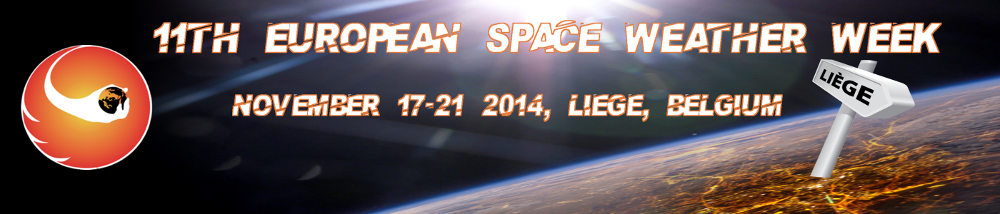 11TH EUROPEAN SPACE WEATHER WEEK
NOVEMBER 17-21 2014, LIEGE, BELGIUM
LIÈGE